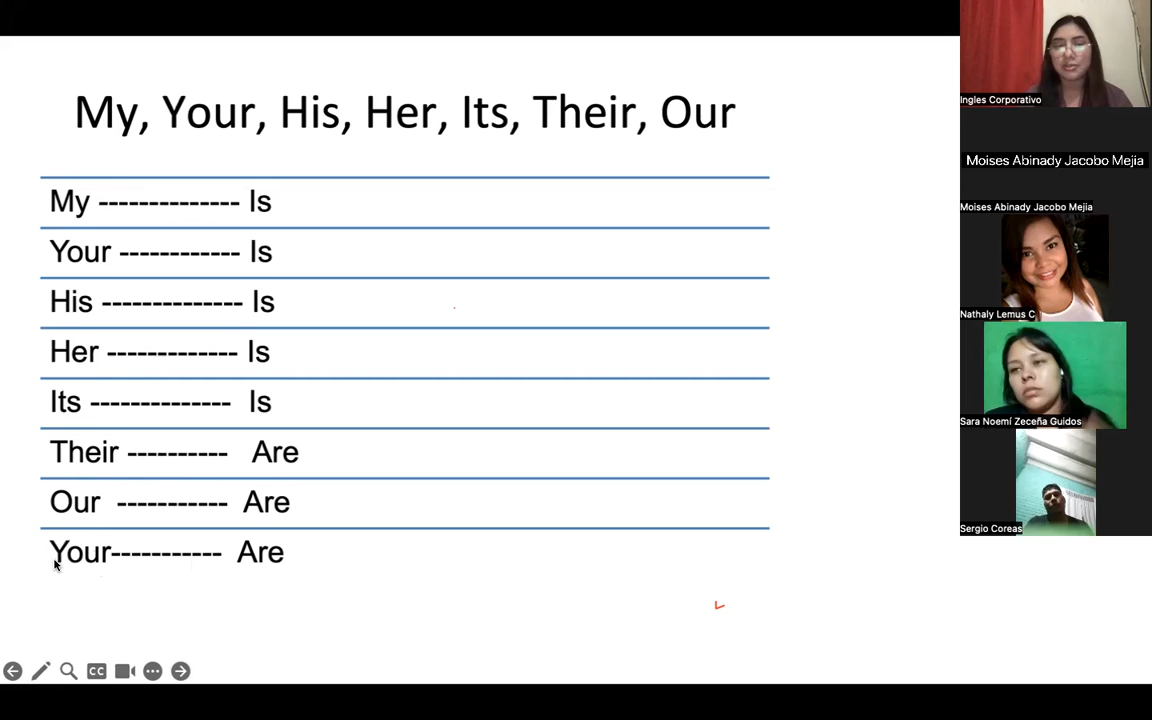 My, Your, His, Her, Its, Their, Our
My -------------- Is
Your ------------ Is
His -------------- Is
Her ------------- Is
Its -------------- Is
Their ---------- Are
Our ----------- Are
Your----------- Are
CC
Ingles Corporativo
Moises Abinady Jacobo Mejia
Moises Abinady Jacobo Mejia
Nathaly Lemus C
Sara Noemí Zeceña Guidos
Sergio Coreas